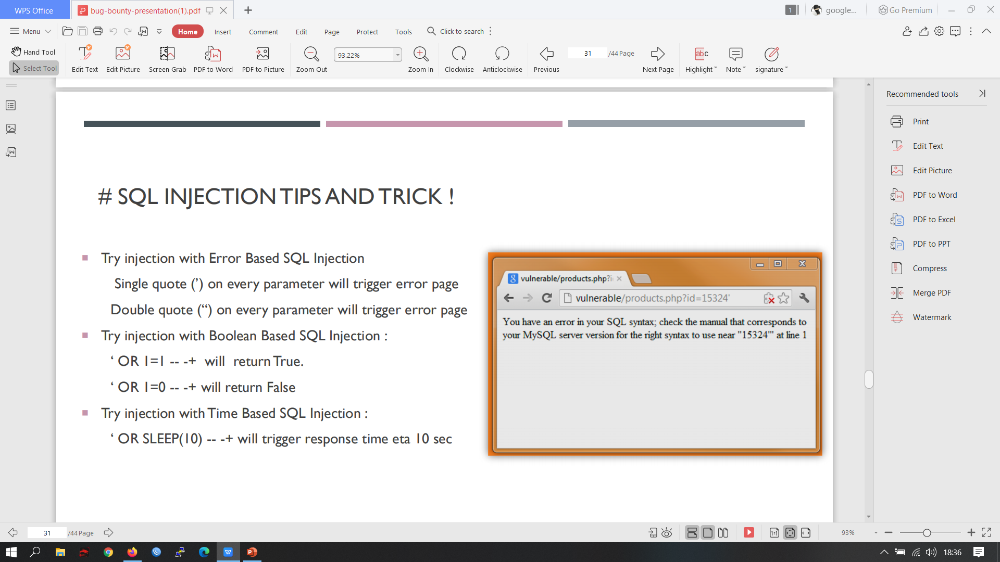 WPS Office
bug-bounty-presentation(1).pdf
1
google...
Go Premium
Menu
Home
Insert
Comment
Edit
Page
Protect
Tools
Click to search
Hand Tool
Select Tool
Edit Text
Edit Picture
Screen Grab
PDF to Word
PDF to Picture
Zoom Out
93.22%
Zoom In
Clockwise
Anticlockwise
Previous
31
/44 Page
Next Page
Highlight
Note
signature
Recommended tools
Print
Edit Text
Edit Picture
PDF to Word
PDF to Excel
PDF to PPT
Compress
Merge PDF
Watermark
# SQL INJECTION TIPS AND TRICK !
Try injection with Error Based SQL Injection
Single quote (’) on every parameter will trigger error page
Double quote (“) on every parameter will trigger error page
Try injection with Boolean Based SQL Injection :
‘ OR 1=1 -- -+ will return True.
‘ OR 1=0 -- -+ will return False
Try injection with Time Based SQL Injection :
‘ OR SLEEP(10) -- -+ will trigger response time eta 10 sec
vulnerable/products.php?i
vulnerable/products.php?id=15324'
You have an error in your SQL syntax; check the manual that corresponds to
your MySQL server version for the right syntax to use near "15324'" at line 1
31
/44 Page
93%
18:36